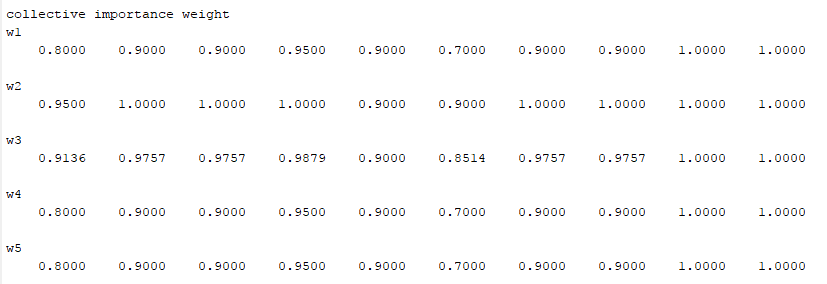 collective importance weight
w1
0.8000 0.9000 0.9000 0.9500 0.9000 0.7000 0.9000 0.9000 1.0000 1.0000
w2
0.9500 1.0000 1.0000 1.0000 0.9000 0.9000 1.0000 1.0000 1.0000 1.0000
w3
0.9136 0.9757 0.9757 0.9879 0.9000 0.8514 0.9757 0.9757 1.0000 1.0000
w4
0.8000 0.9000 0.9000 0.9500 0.9000 0.7000 0.9000 0.9000 1.0000 1.0000
w5
0.8000 0.9000 0.9000 0.9500 0.9000 0.7000 0.9000 0.9000 1.0000 1.0000